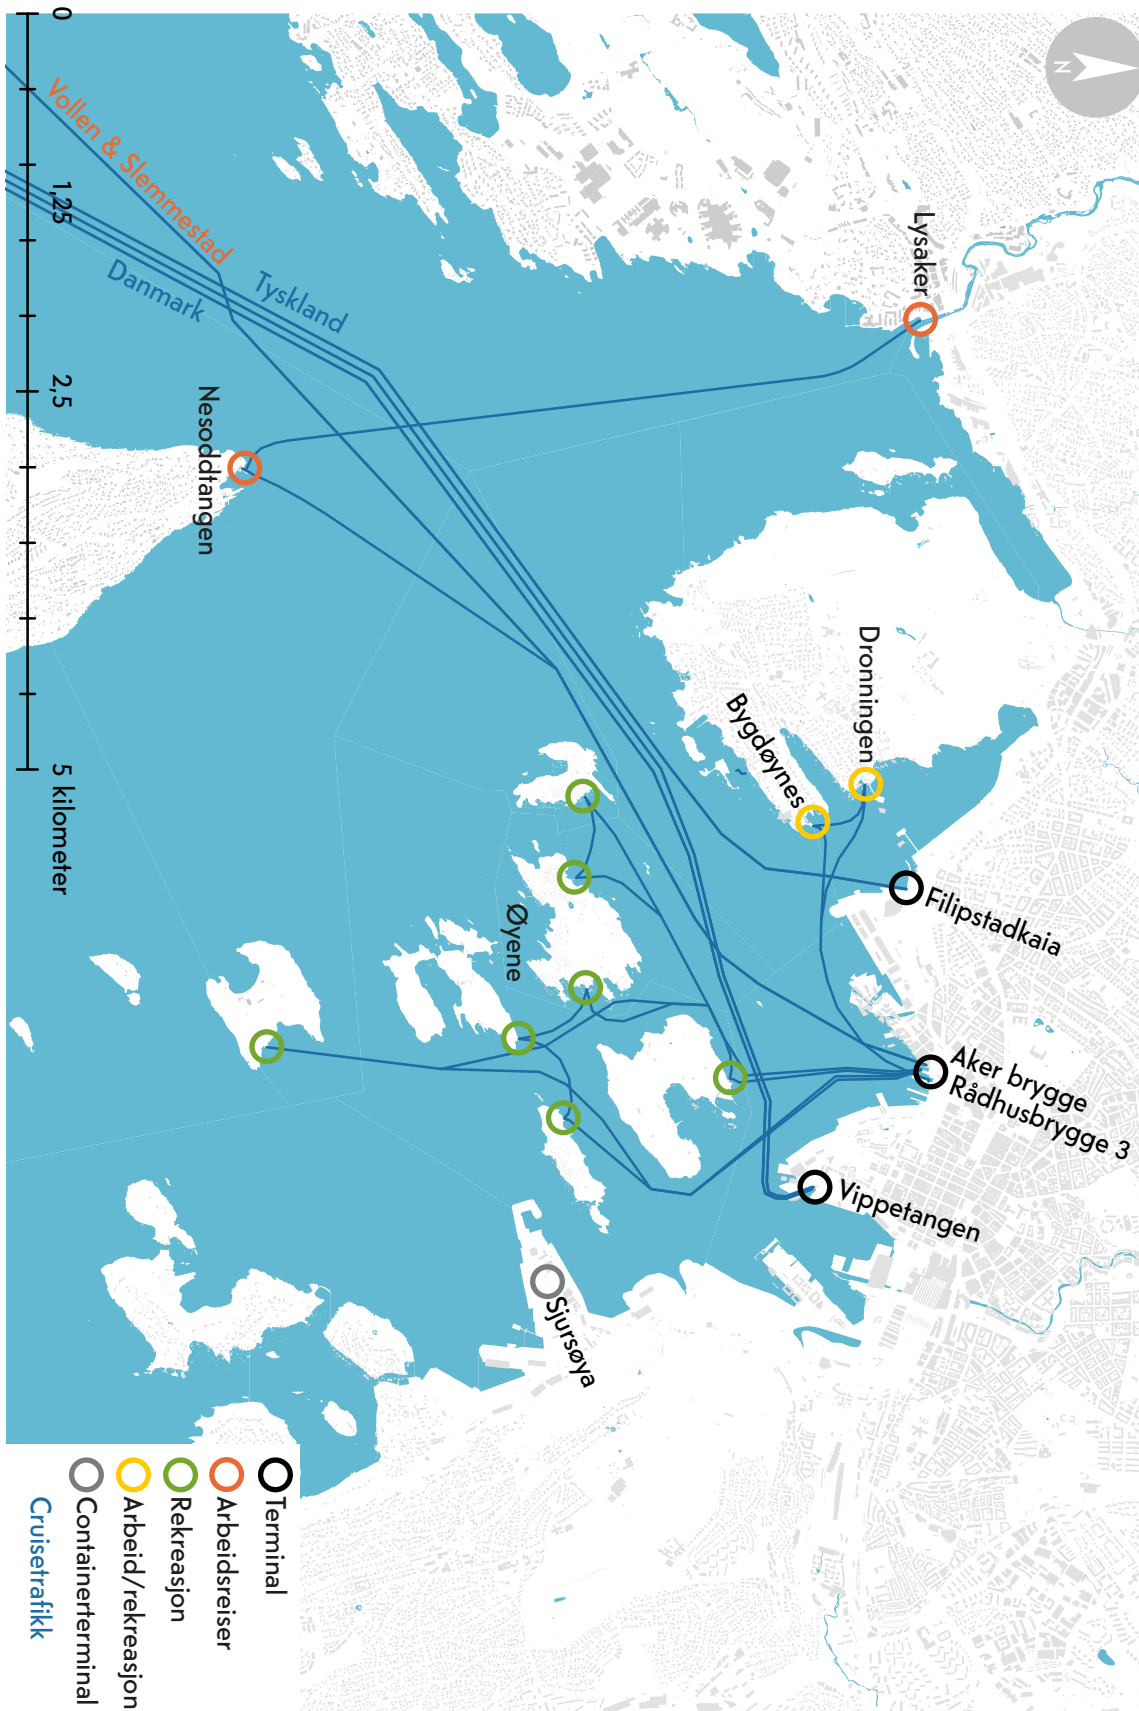 N
Lysaker
Vollen & Slemmestad
Tyskland
Danmark
Nesoddtangen
Dronningen
Bygdøynes
Filipstadkaia
Aker brygge
Rådhusbrygge 3
Vippetangen
Øyene
Sjursøya
0
1,25
2,5
5 kilometer
Terminal
Arbeidsreiser
Rekreasjon
Arbeid/rekreasjon
Containerterminal
Cruisetrafikk